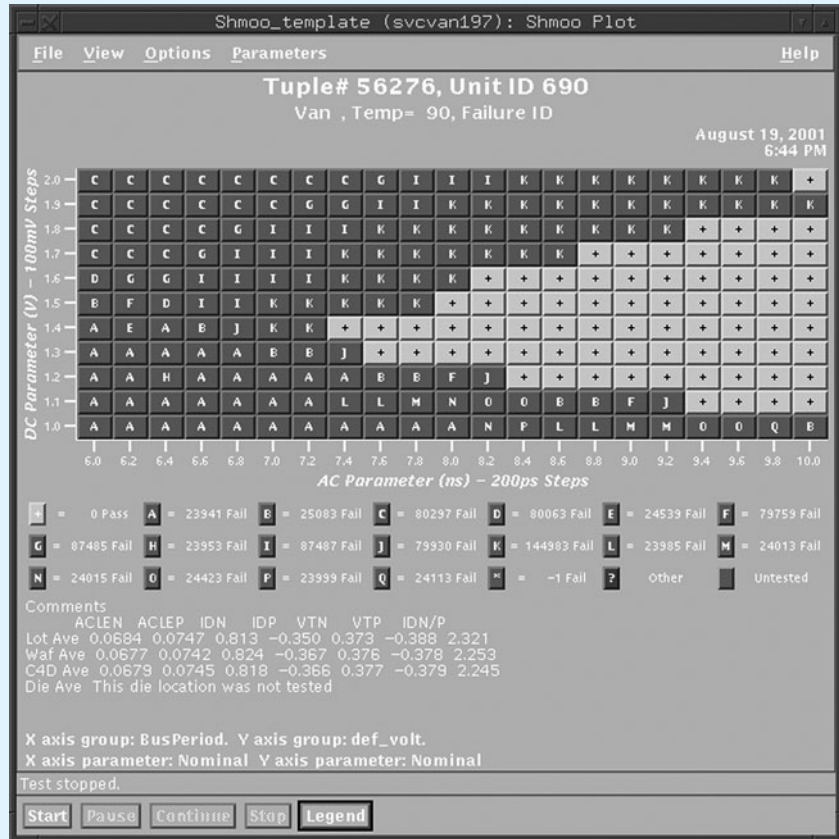 Shmoo_template (svcvan197): Shmoo Plot
File View Options Parameters Help
Tuple# 56276, Unit ID 690
Van , Temp= 90, Failure ID
August 19, 2001
6:44 PM
DC Parameter (V) – 100mV Steps
2.0 C C C C C C C C G I I I K K K K K K K K +
1.9 C C C C C C G G I I K K K K K K K K K K K
1.8 C C C C G I I I K K K K K K K K K + + + +
1.7 C C C G I I I K K K K K K K + + + + + + +
1.6 D G G I I I I K K K K + + + + + + + + + +
1.5 B F D I I K K K K K + + + + + + + + + + +
1.4 A E A B J K K + + + + + + + + + + + + + +
1.3 A A A A A B B J + + + + + + + + + + + + +
1.2 A A H A A A A A B B F J + + + + + + + + +
1.1 A A A A A A A L L M N O O B B F J + + + +
1.0 A A A A A A A A A A A N P L L M M O O Q B
6.0 6.2 6.4 6.6 6.8 7.0 7.2 7.4 7.6 7.8 8.0 8.2 8.4 8.6 8.8 9.0 9.2 9.4 9.6 9.8 10.0
AC Parameter (ns) – 200ps Steps
+ = 0 Pass A = 23941 Fail B = 25083 Fail C = 80297 Fail D = 80063 Fail E = 24539 Fail F = 79759 Fail
G = 87485 Fail H = 23953 Fail I = 87487 Fail J = 79930 Fail K = 144983 Fail L = 23985 Fail M = 24013 Fail
N = 24015 Fail O = 24423 Fail P = 23999 Fail Q = 24113 Fail = –1 Fail ? Other Untested
Comments
ACLEN ACLEP IDN IDP VTN VTP IDN/P
Lot Ave 0.0684 0.0747 0.813 –0.350 0.373 –0.388 2.321
Waf Ave 0.0677 0.0742 0.824 –0.367 0.376 –0.378 2.253
C4D Ave 0.0679 0.0745 0.818 –0.366 0.377 –0.379 2.245
Die Ave This die location was not tested
X axis group: BusPeriod. Y axis group: def_volt.
X axis parameter: Nominal Y axis parameter: Nominal
Test stopped.
Start Pause Continue Stop Legend